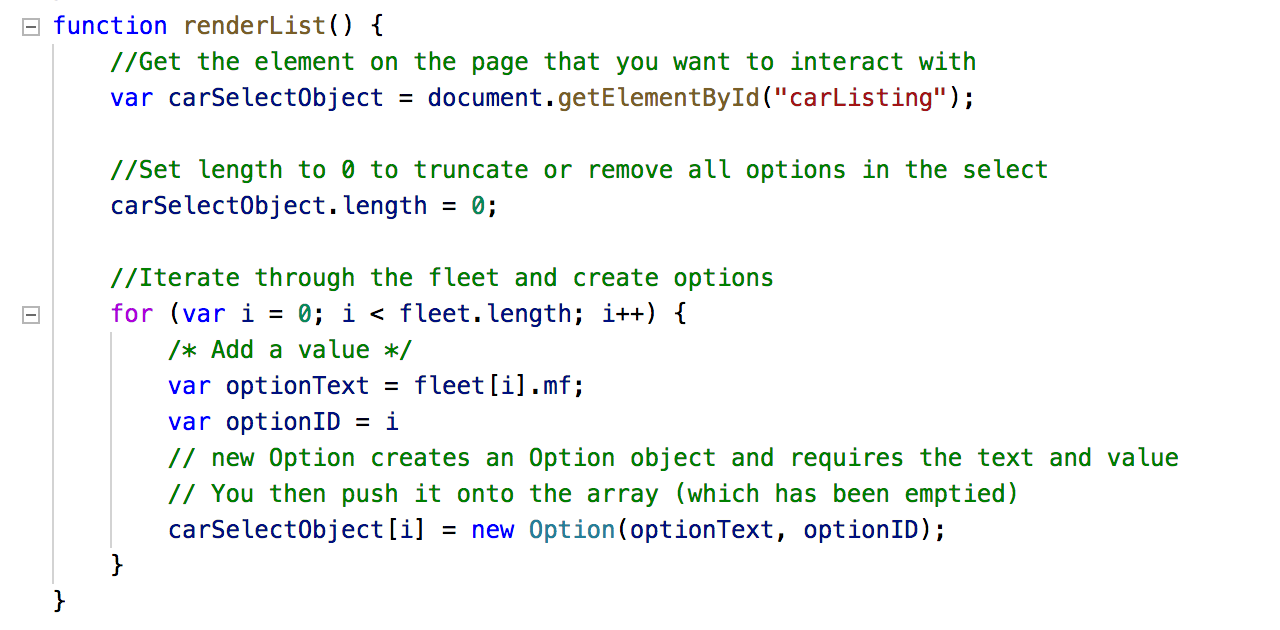 function renderList() {
    //Get the element on the page that you want to interact with
    var carSelectObject = document.getElementById("carListing");

    //Set length to 0 to truncate or remove all options in the select
    carSelectObject.length = 0;

    //Iterate through the fleet and create options
    for (var i = 0; i < fleet.length; i++) {
        /* Add a value */
        var optionText = fleet[i].mf;
        var optionID = i
        // new Option creates an Option object and requires the text and value
        // You then push it onto the array (which has been emptied)
        carSelectObject[i] = new Option(optionText, optionID);
    }
}